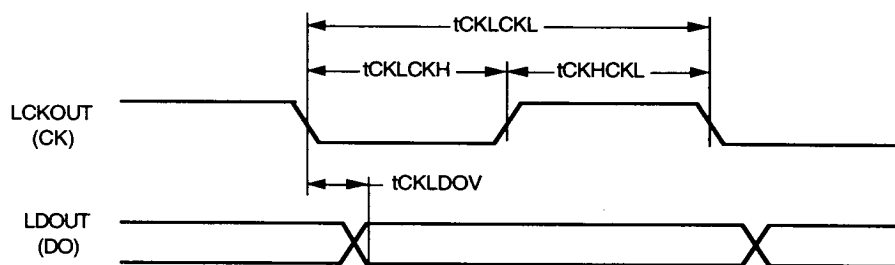 tCKLCKL
tCKLCKH
tCKHCKL
LCKOUT
(CK)
tCKLDOV
LDOUT
(DO)